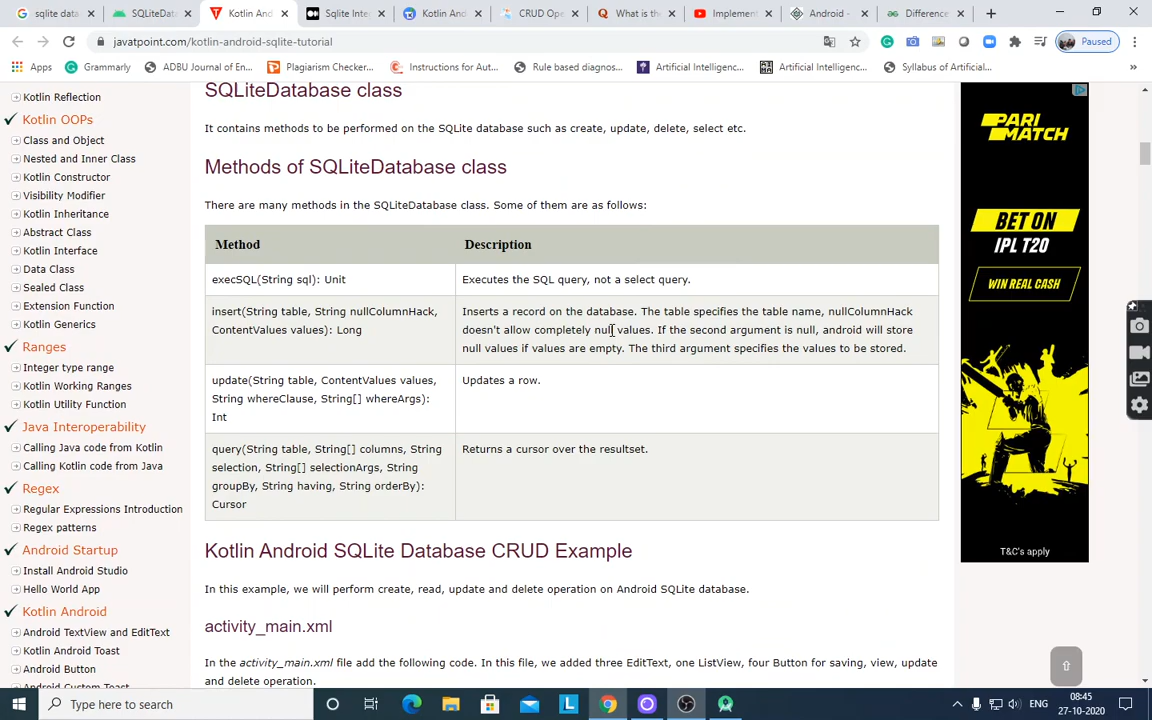 sqlite data
SQLiteDat
Kotlin And
Sqlite Inte
Kotlin And
CRUD Ope
What is the
Implement
Android -
Difference
javatpoint.com/kotlin-android-sqlite-tutorial
Paused
Apps
Grammarly
ADBU Journal of En...
Plagiarism Checker...
Instructions for Aut...
Rule based diagnos...
Artificial Intelligenc...
Artificial Intelligenc...
Syllabus of Artificial...
Kotlin Reflection
Kotlin OOPs
Class and Object
Nested and Inner Class
Kotlin Constructor
Visibility Modifier
Kotlin Inheritance
Abstract Class
Kotlin Interface
Data Class
Sealed Class
Extension Function
Kotlin Generics
Ranges
Integer type range
Kotlin Working Ranges
Kotlin Utility Function
Java Interoperability
Calling Java code from Kotlin
Calling Kotlin code from Java
Regex
Regular Expressions Introduction
Regex patterns
Android Startup
Install Android Studio
Hello World App
Kotlin Android
Android TextView and EditText
Kotlin Android Toast
Android Button
Android Custom Toast
SQLiteDatabase class
It contains methods to be performed on the SQLite database such as create, update, delete, select etc.
Methods of SQLiteDatabase class
There are many methods in the SQLiteDatabase class. Some of them are as follows:
Method Description
execSQL(String sql): Unit
Executes the SQL query, not a select query.
insert(String table, String nullColumnHack,
ContentValues values): Long
Inserts a record on the database. The table specifies the table name, nullColumnHack
doesn't allow completely null values. If the second argument is null, android will store
null values if values are empty. The third argument specifies the values to be stored.
update(String table, ContentValues values,
String whereClause, String[] whereArgs):
Int
Updates a row.
query(String table, String[] columns, String
selection, String[] selectionArgs, String
groupBy, String having, String orderBy):
Cursor
Returns a cursor over the resultset.
Kotlin Android SQLite Database CRUD Example
In this example, we will perform create, read, update and delete operation on Android SQLite database.
activity_main.xml
In the activity_main.xml file add the following code. In this file, we added three EditText, one ListView, four Button for saving, view, update
and delete operation.
PARI
MATCH
BET ON
IPL T20
WIN REAL CASH
T&C's apply
Type here to search
ENG
08:45
27-10-2020